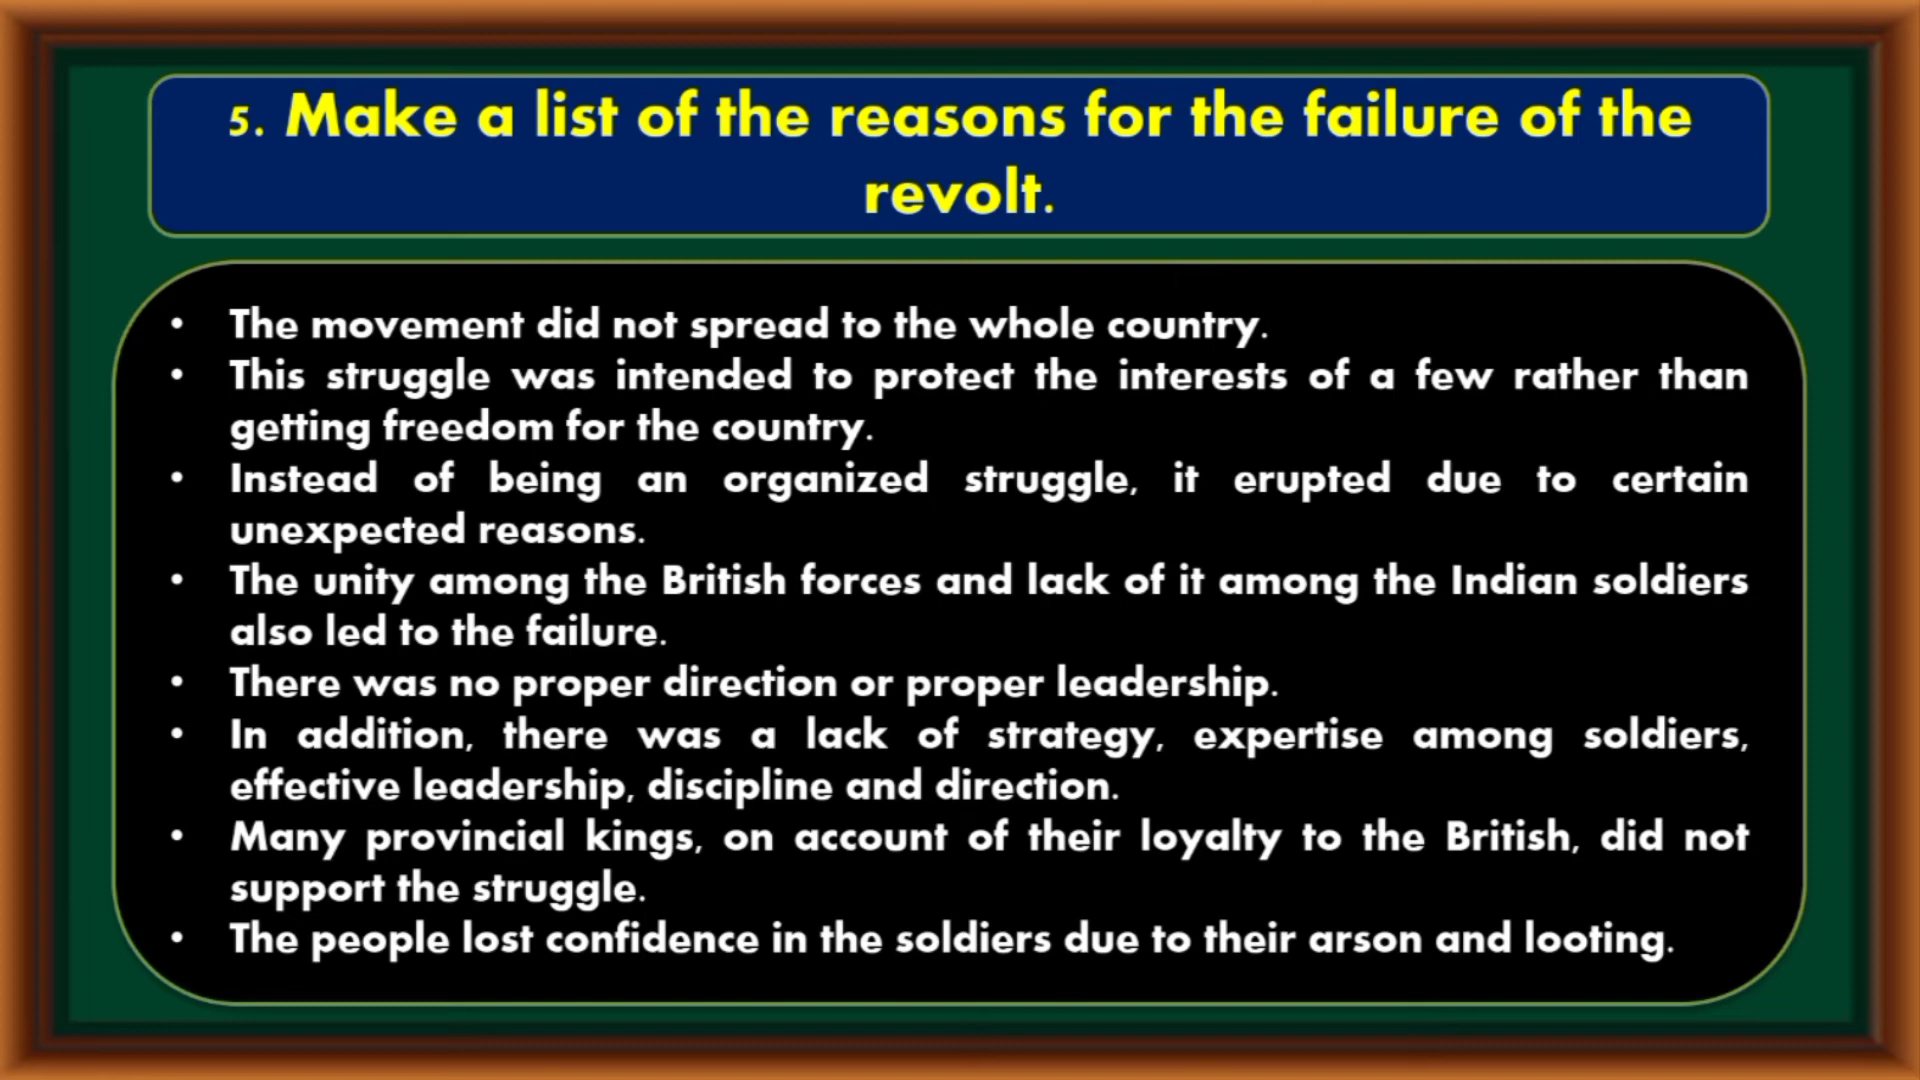 5. Make a list of the reasons for the failure of the
revolt.
• The movement did not spread to the whole country.
• This struggle was intended to protect the interests of a few rather than
getting freedom for the country.
• Instead of being an organized struggle, it erupted due to certain
unexpected reasons.
• The unity among the British forces and lack of it among the Indian soldiers
also led to the failure.
• There was no proper direction or proper leadership.
• In addition, there was a lack of strategy, expertise among soldiers,
effective leadership, discipline and direction.
• Many provincial kings, on account of their loyalty to the British, did not
support the struggle.
• The people lost confidence in the soldiers due to their arson and looting.